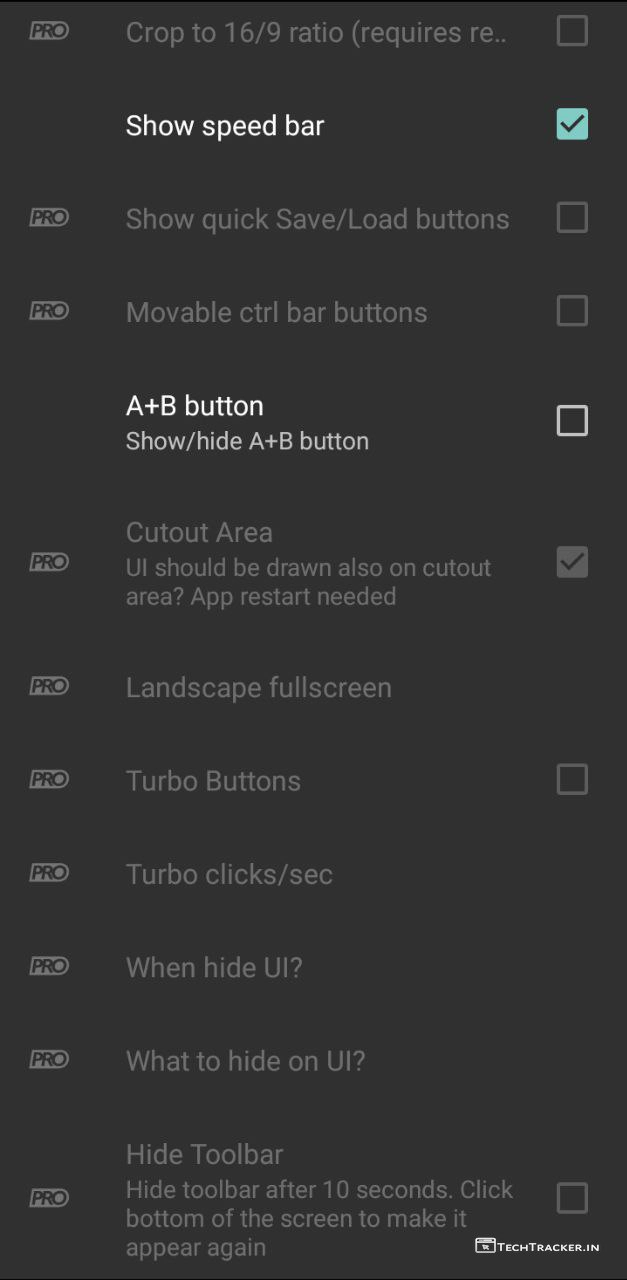 PRO Crop to 16/9 ratio (requires re..
Show speed bar
PRO Show quick Save/Load buttons
PRO Movable ctrl bar buttons
A+B button
Show/hide A+B button
Cutout Area
PRO UI should be drawn also on cutout
area? App restart needed
PRO Landscape fullscreen
PRO Turbo Buttons
PRO Turbo clicks/sec
PRO When hide UI?
PRO What to hide on UI?
Hide Toolbar
PRO Hide toolbar after 10 seconds. Click
bottom of the screen to make it
appear again
TECHTRACKER.IN